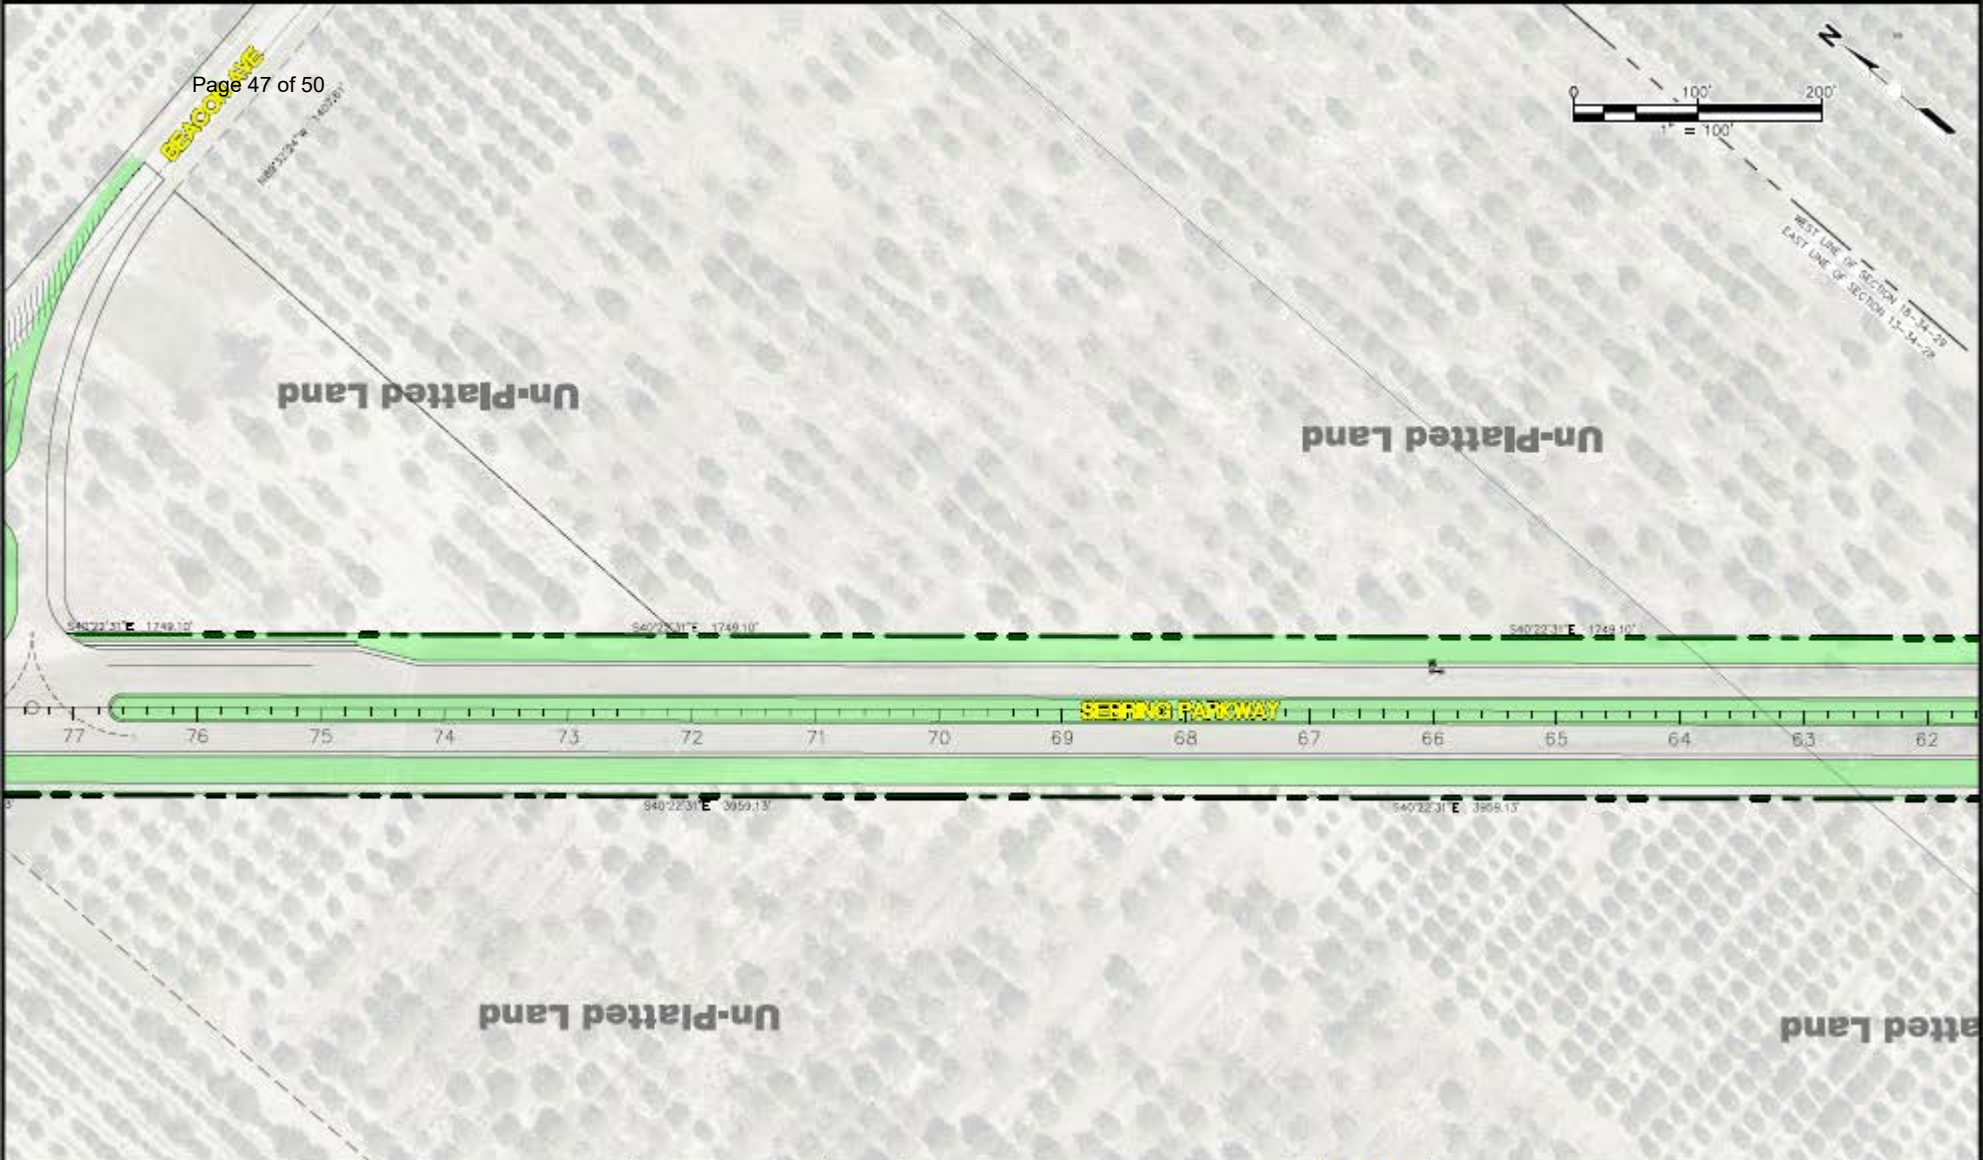 BEACON AVE
Page 47 of 50
N
0 100' 200'
1" = 100'
WEST LINE OF SECTION 18-34-29
EAST LINE OF SECTION 13-34-28
Un-Platted Land
Un-Platted Land
S40°22'31"E 1749.10'
S40°22'31"E 1749.10'
S40°22'31"E 1749.10'
SEBRING PARKWAY
77 76 75 74 73 72 71 70 69 68 67 66 65 64 63 62
3'
S40°22'31"E 3959.13'
S40°22'31"E 3959.13'
Un-Platted Land
atted Land